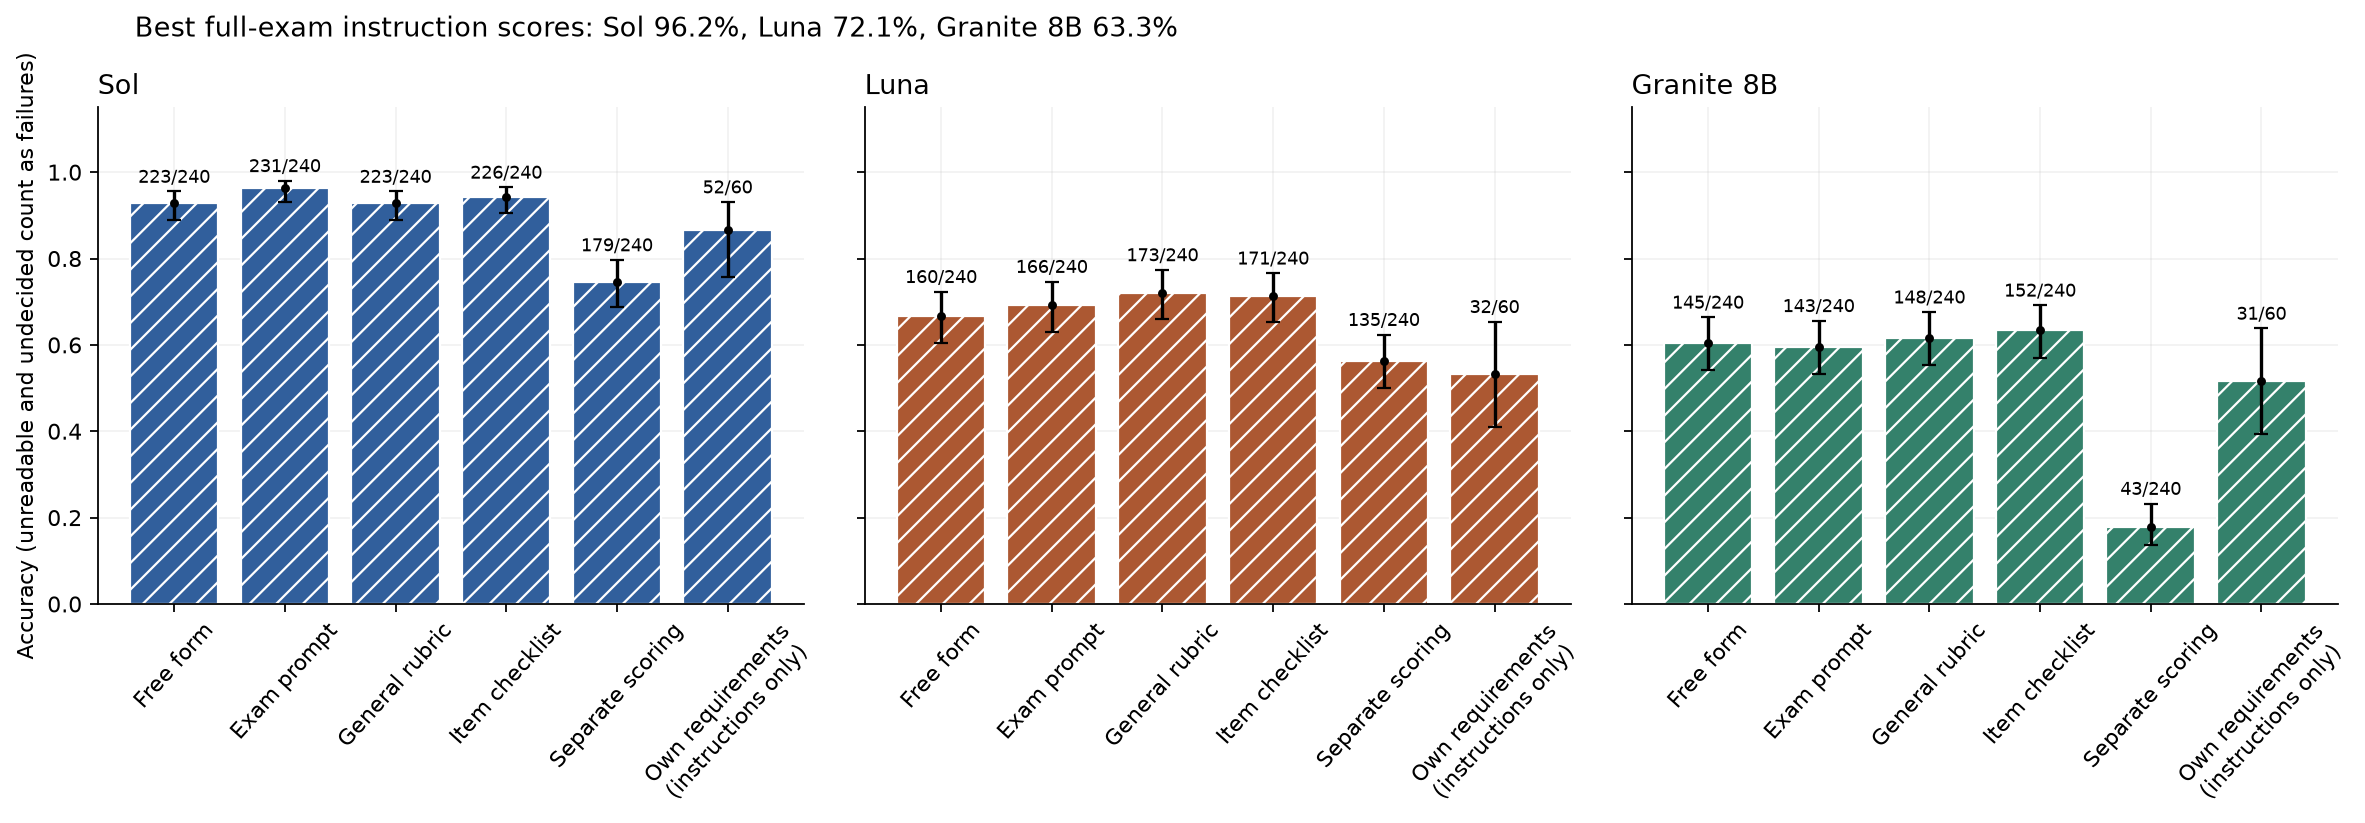 Best full-exam instruction scores: Sol 96.2%, Luna 72.1%, Granite 8B 63.3%
Accuracy (unreadable and undecided count as failures)
Sol
1.0
0.8
0.6
0.4
0.2
0.0
223/240
231/240
223/240
226/240
179/240
52/60
Free form
Exam prompt
General rubric
Item checklist
Separate scoring
Own requirements
(instructions only)
Luna
160/240
166/240
173/240
171/240
135/240
32/60
Free form
Exam prompt
General rubric
Item checklist
Separate scoring
Own requirements
(instructions only)
Granite 8B
145/240
143/240
148/240
152/240
43/240
31/60
Free form
Exam prompt
General rubric
Item checklist
Separate scoring
Own requirements
(instructions only)